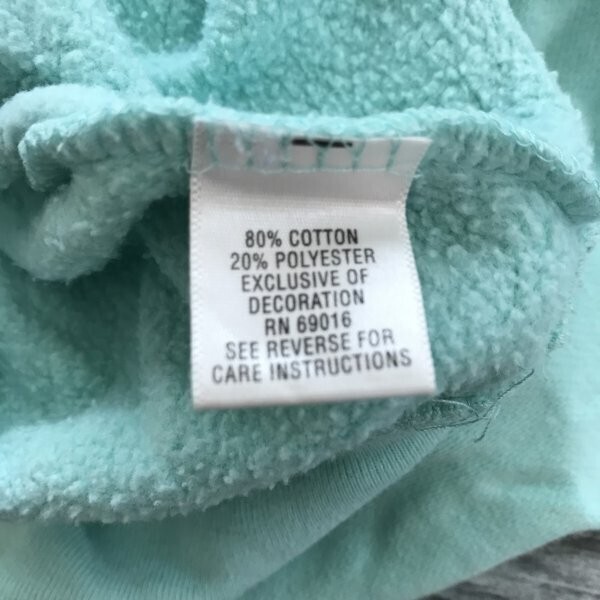 80% COTTON
20% POLYESTER
EXCLUSIVE OF
DECORATION
RN 69016
SEE REVERSE FOR
CARE INSTRUCTIONS